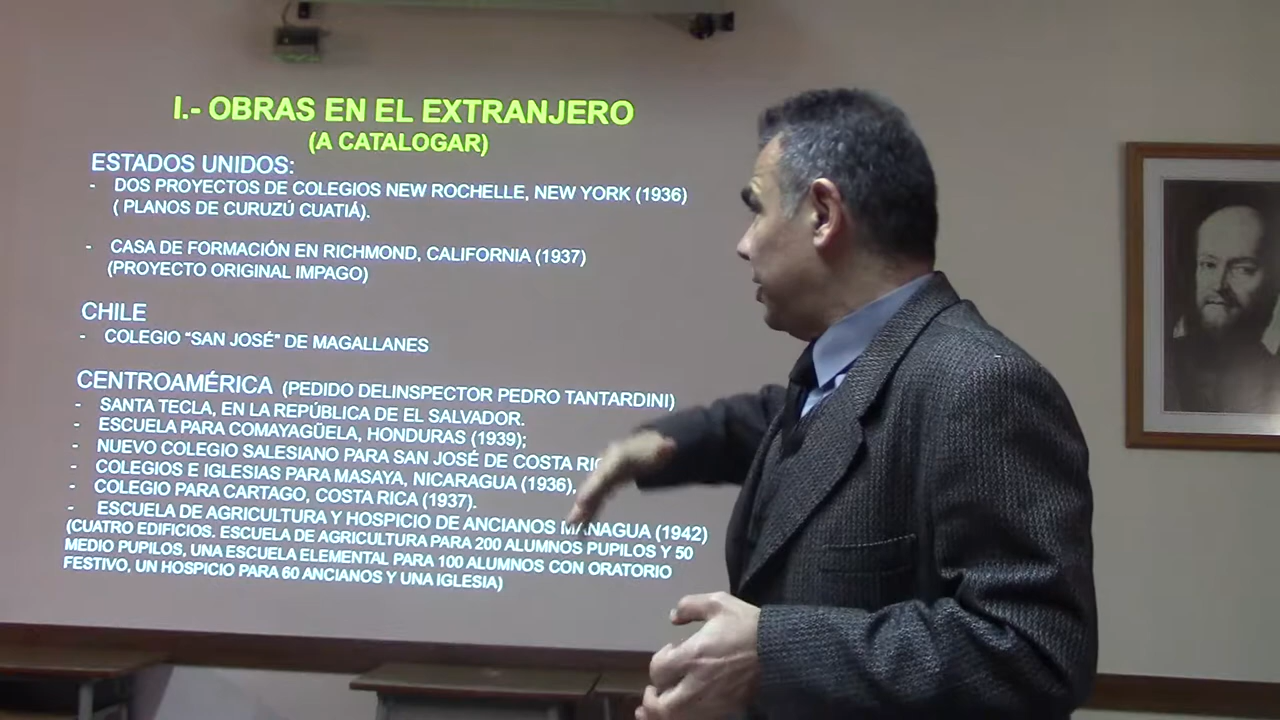 I.- OBRAS EN EL EXTRANJERO
(A CATALOGAR)
ESTADOS UNIDOS:
- DOS PROYECTOS DE COLEGIOS NEW ROCHELLE, NEW YORK (1936)
( PLANOS DE CURUZÚ CUATIÁ).
- CASA DE FORMACIÓN EN RICHMOND, CALIFORNIA (1937)
(PROYECTO ORIGINAL IMPAGO)
CHILE
- COLEGIO “SAN JOSÉ” DE MAGALLANES
CENTROAMÉRICA (PEDIDO DELINSPECTOR PEDRO TANTARDINI)
- SANTA TECLA, EN LA REPÚBLICA DE EL SALVADOR.
- ESCUELA PARA COMAYAGÜELA, HONDURAS (1939);
- NUEVO COLEGIO SALESIANO PARA SAN JOSÉ DE COSTA
- COLEGIOS E IGLESIAS PARA MASAYA, NICARAGUA (1936),
- COLEGIO PARA CARTAGO, COSTA RICA (1937).
- ESCUELA DE AGRICULTURA Y HOSPICIO DE ANCIANOS MANAGUA (1942)
(CUATRO EDIFICIOS. ESCUELA DE AGRICULTURA PARA 200 ALUMNOS PUPILOS Y 50
MEDIO PUPILOS, UNA ESCUELA ELEMENTAL PARA 100 ALUMNOS CON ORATORIO
FESTIVO, UN HOSPICIO PARA 60 ANCIANOS Y UNA IGLESIA)